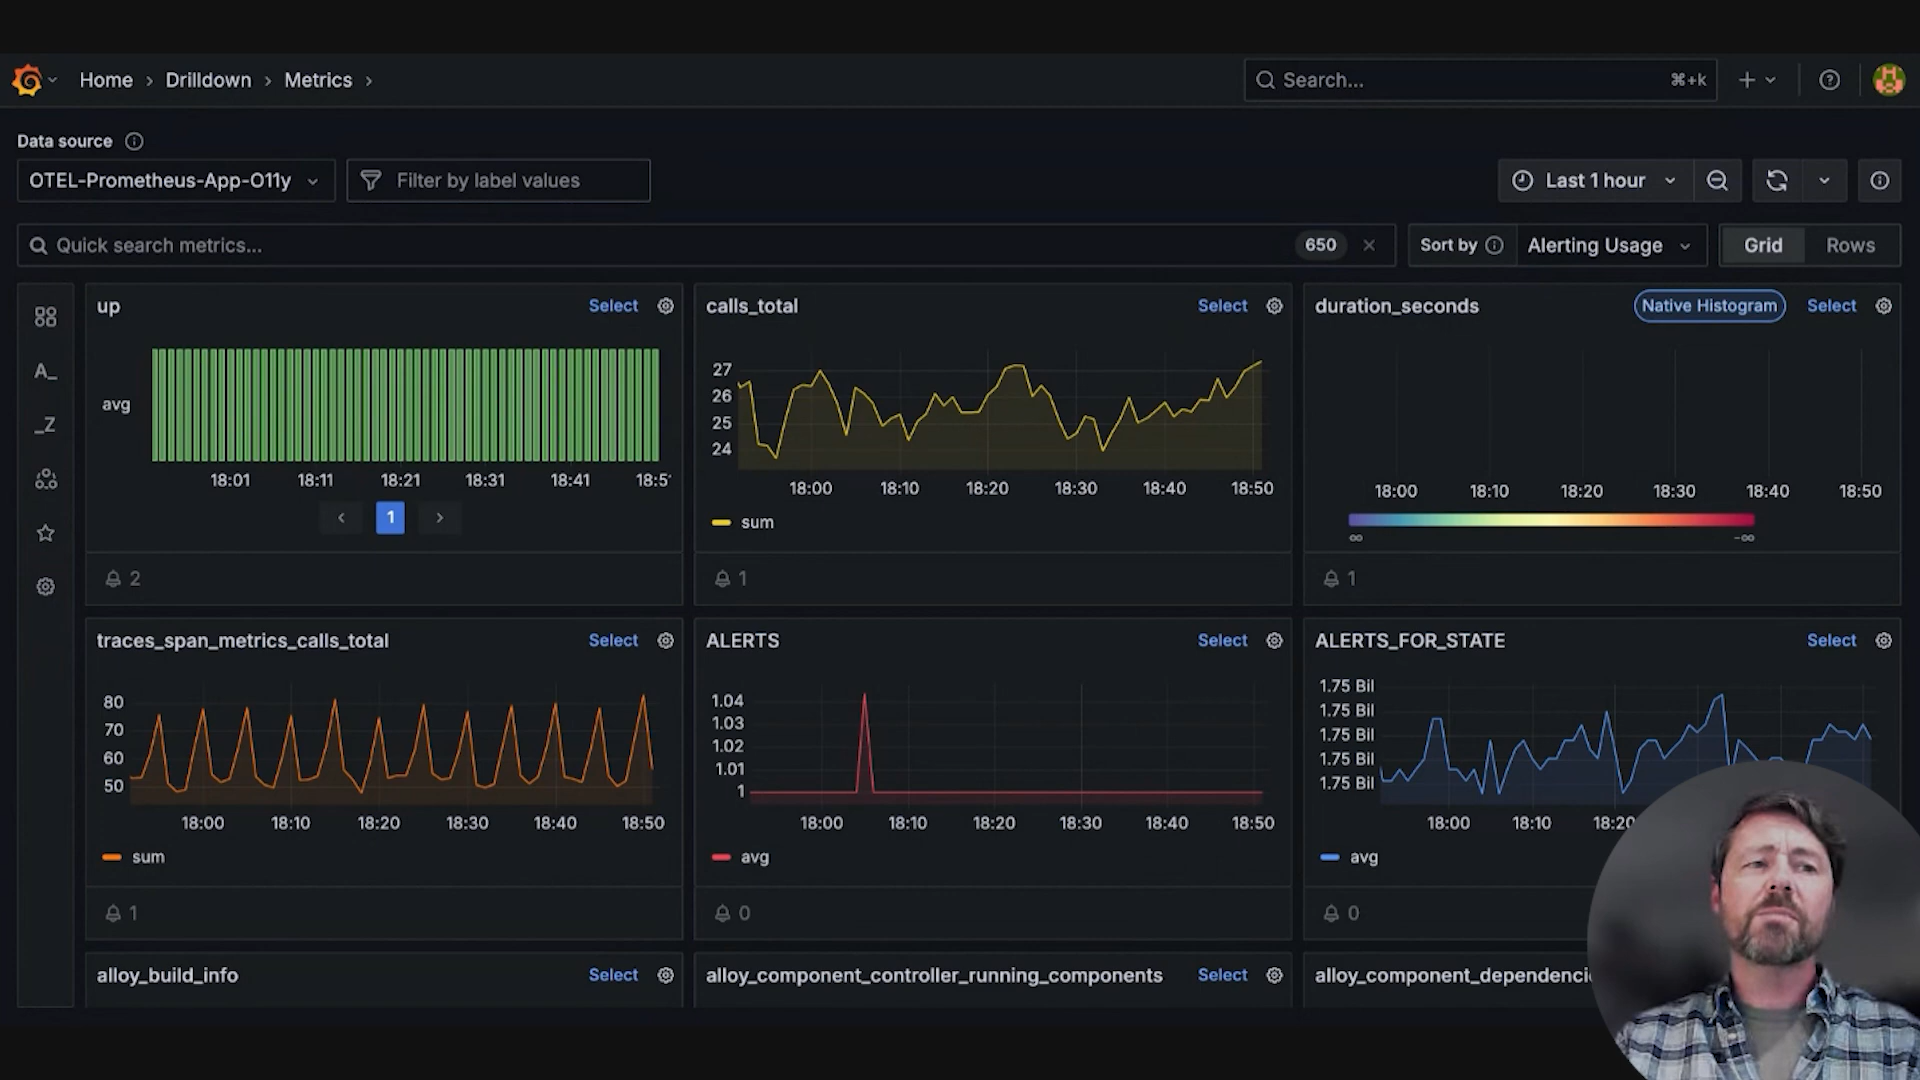 Home › Drilldown › Metrics ›
Search... ⌘+k
Data source
OTEL-Prometheus-App-O11y
Filter by label values
Last 1 hour
Quick search metrics...
650
Sort by
Alerting Usage
Grid
Rows
up
Select
avg
18:01 18:11 18:21 18:31 18:41 18:5
1
2
calls_total
Select
27
26
25
24
18:00 18:10 18:20 18:30 18:40 18:50
sum
1
duration_seconds
Native Histogram
Select
18:00 18:10 18:20 18:30 18:40 18:50
∞ -∞
1
traces_span_metrics_calls_total
Select
80
70
60
50
18:00 18:10 18:20 18:30 18:40 18:50
sum
1
ALERTS
Select
1.04
1.03
1.02
1.01
1
18:00 18:10 18:20 18:30 18:40 18:50
avg
0
ALERTS_FOR_STATE
Select
1.75 Bil
1.75 Bil
1.75 Bil
1.75 Bil
1.75 Bil
18:00 18:10 18:20
avg
0
alloy_build_info
Select
alloy_component_controller_running_components
Select
alloy_component_dependenci
A_
_Z